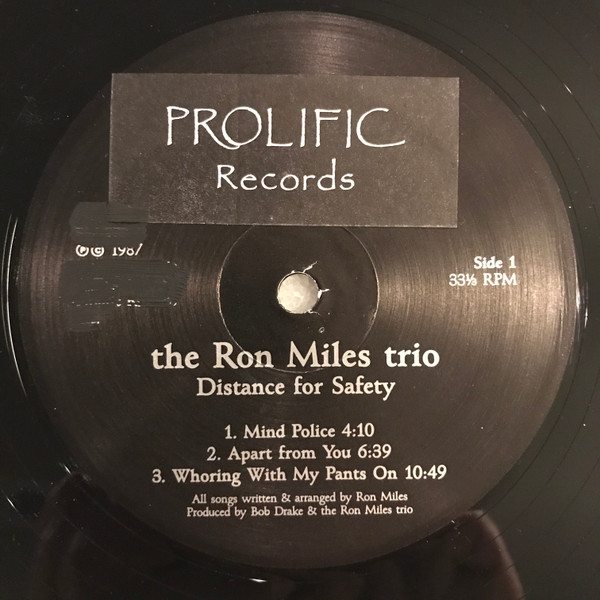 PROLIFIC
Records
℗© 1987
Side 1
33⅓ RPM
the Ron Miles trio
Distance for Safety
1. Mind Police 4:10
2. Apart from You 6:39
3. Whoring With My Pants On 10:49
All songs written & arranged by Ron Miles
Produced by Bob Drake & the Ron Miles trio